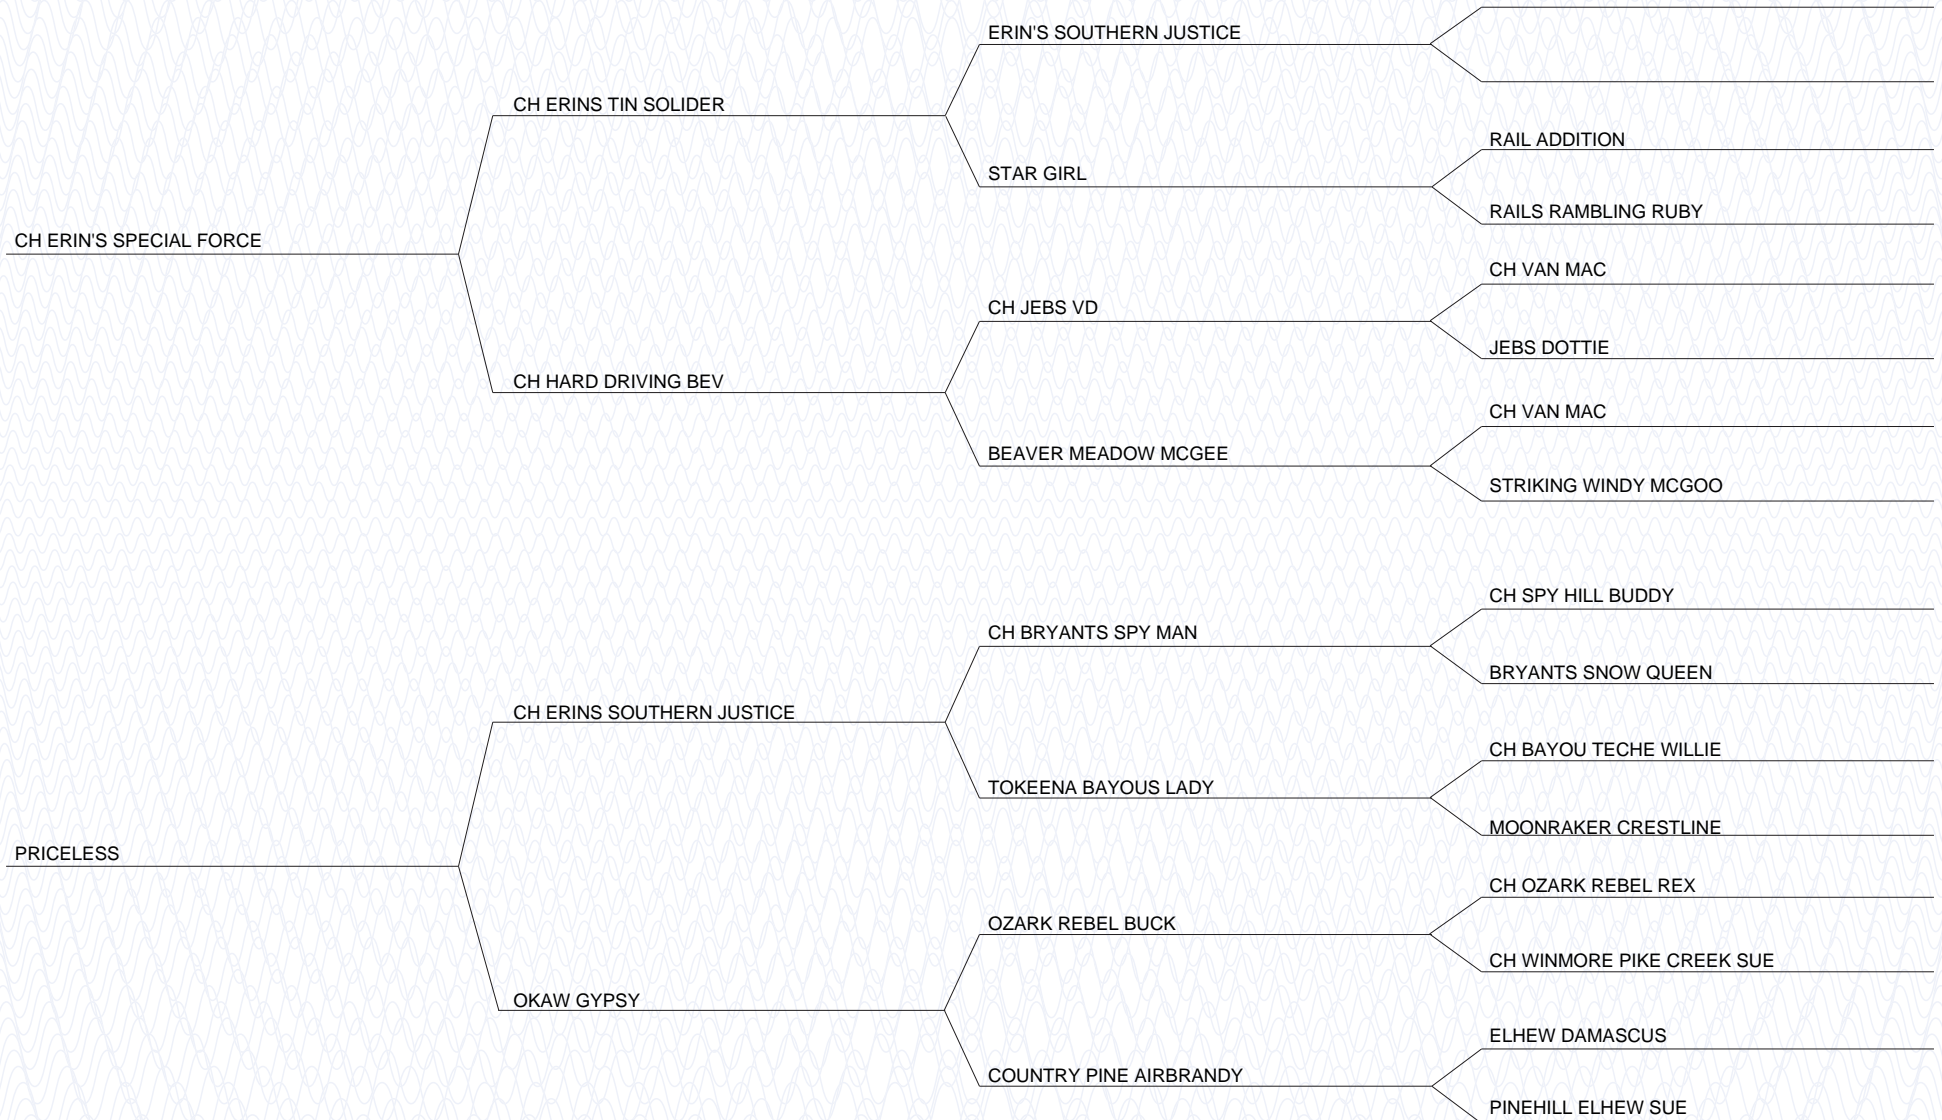 ERIN'S SOUTHERN JUSTICE
CH ERINS TIN SOLIDER
RAIL ADDITION
STAR GIRL
RAILS RAMBLING RUBY
CH ERIN'S SPECIAL FORCE
CH VAN MAC
CH JEBS VD
JEBS DOTTIE
CH HARD DRIVING BEV
CH VAN MAC
BEAVER MEADOW MCGEE
STRIKING WINDY MCGOO
CH SPY HILL BUDDY
CH BRYANTS SPY MAN
BRYANTS SNOW QUEEN
CH ERINS SOUTHERN JUSTICE
CH BAYOU TECHE WILLIE
TOKEENA BAYOUS LADY
MOONRAKER CRESTLINE
PRICELESS
CH OZARK REBEL REX
OZARK REBEL BUCK
CH WINMORE PIKE CREEK SUE
OKAW GYPSY
ELHEW DAMASCUS
COUNTRY PINE AIRBRANDY
PINEHILL ELHEW SUE